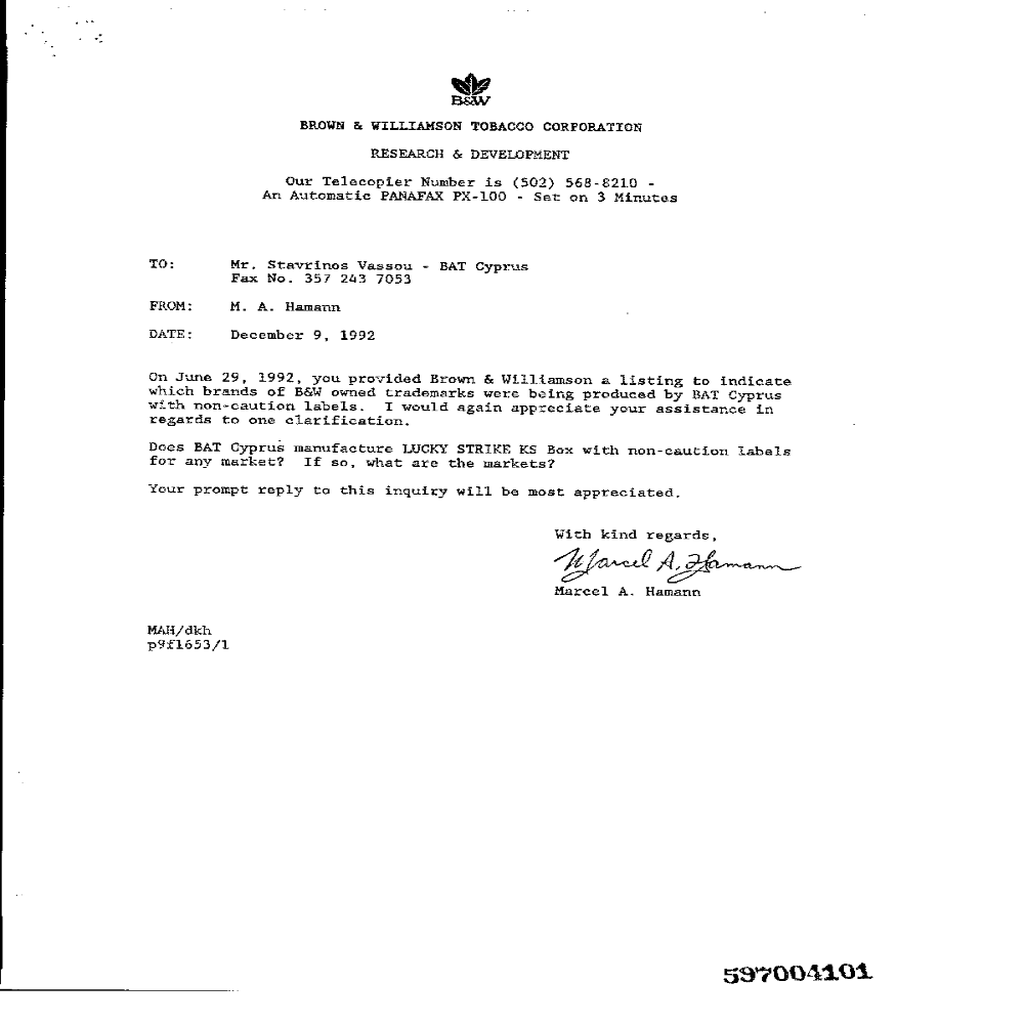 B&W
BROWN & WILLIAMSON TOBACCO CORPORATION
RESEARCH & DEVELOPMENT
Our Telecopier Number is (502) 568-8210 -
An Automatic PANAFAX PX-100 - Set on 3 Minutes
TO: Mr. Stavrinos Vassou - BAT Cyprus
Fax No. 357 243 7053
FROM: M. A. Hamann
DATE: December 9, 1992
On June 29, 1992, you provided Brown & Williamson a listing to indicate
which brands of B&W owned trademarks were being produced by BAT Cyprus
with non-caution labels. I would again appreciate your assistance in
regards to one clarification.
Does BAT Cyprus manufacture LUCKY STRIKE KS Box with non-caution labels
for any market? If so, what are the markets?
Your prompt reply to this inquiry will be most appreciated.
With kind regards,
Marcel A. Hamann
Marcel A. Hamann
MAH/dkh
p9f1653/1
597004101